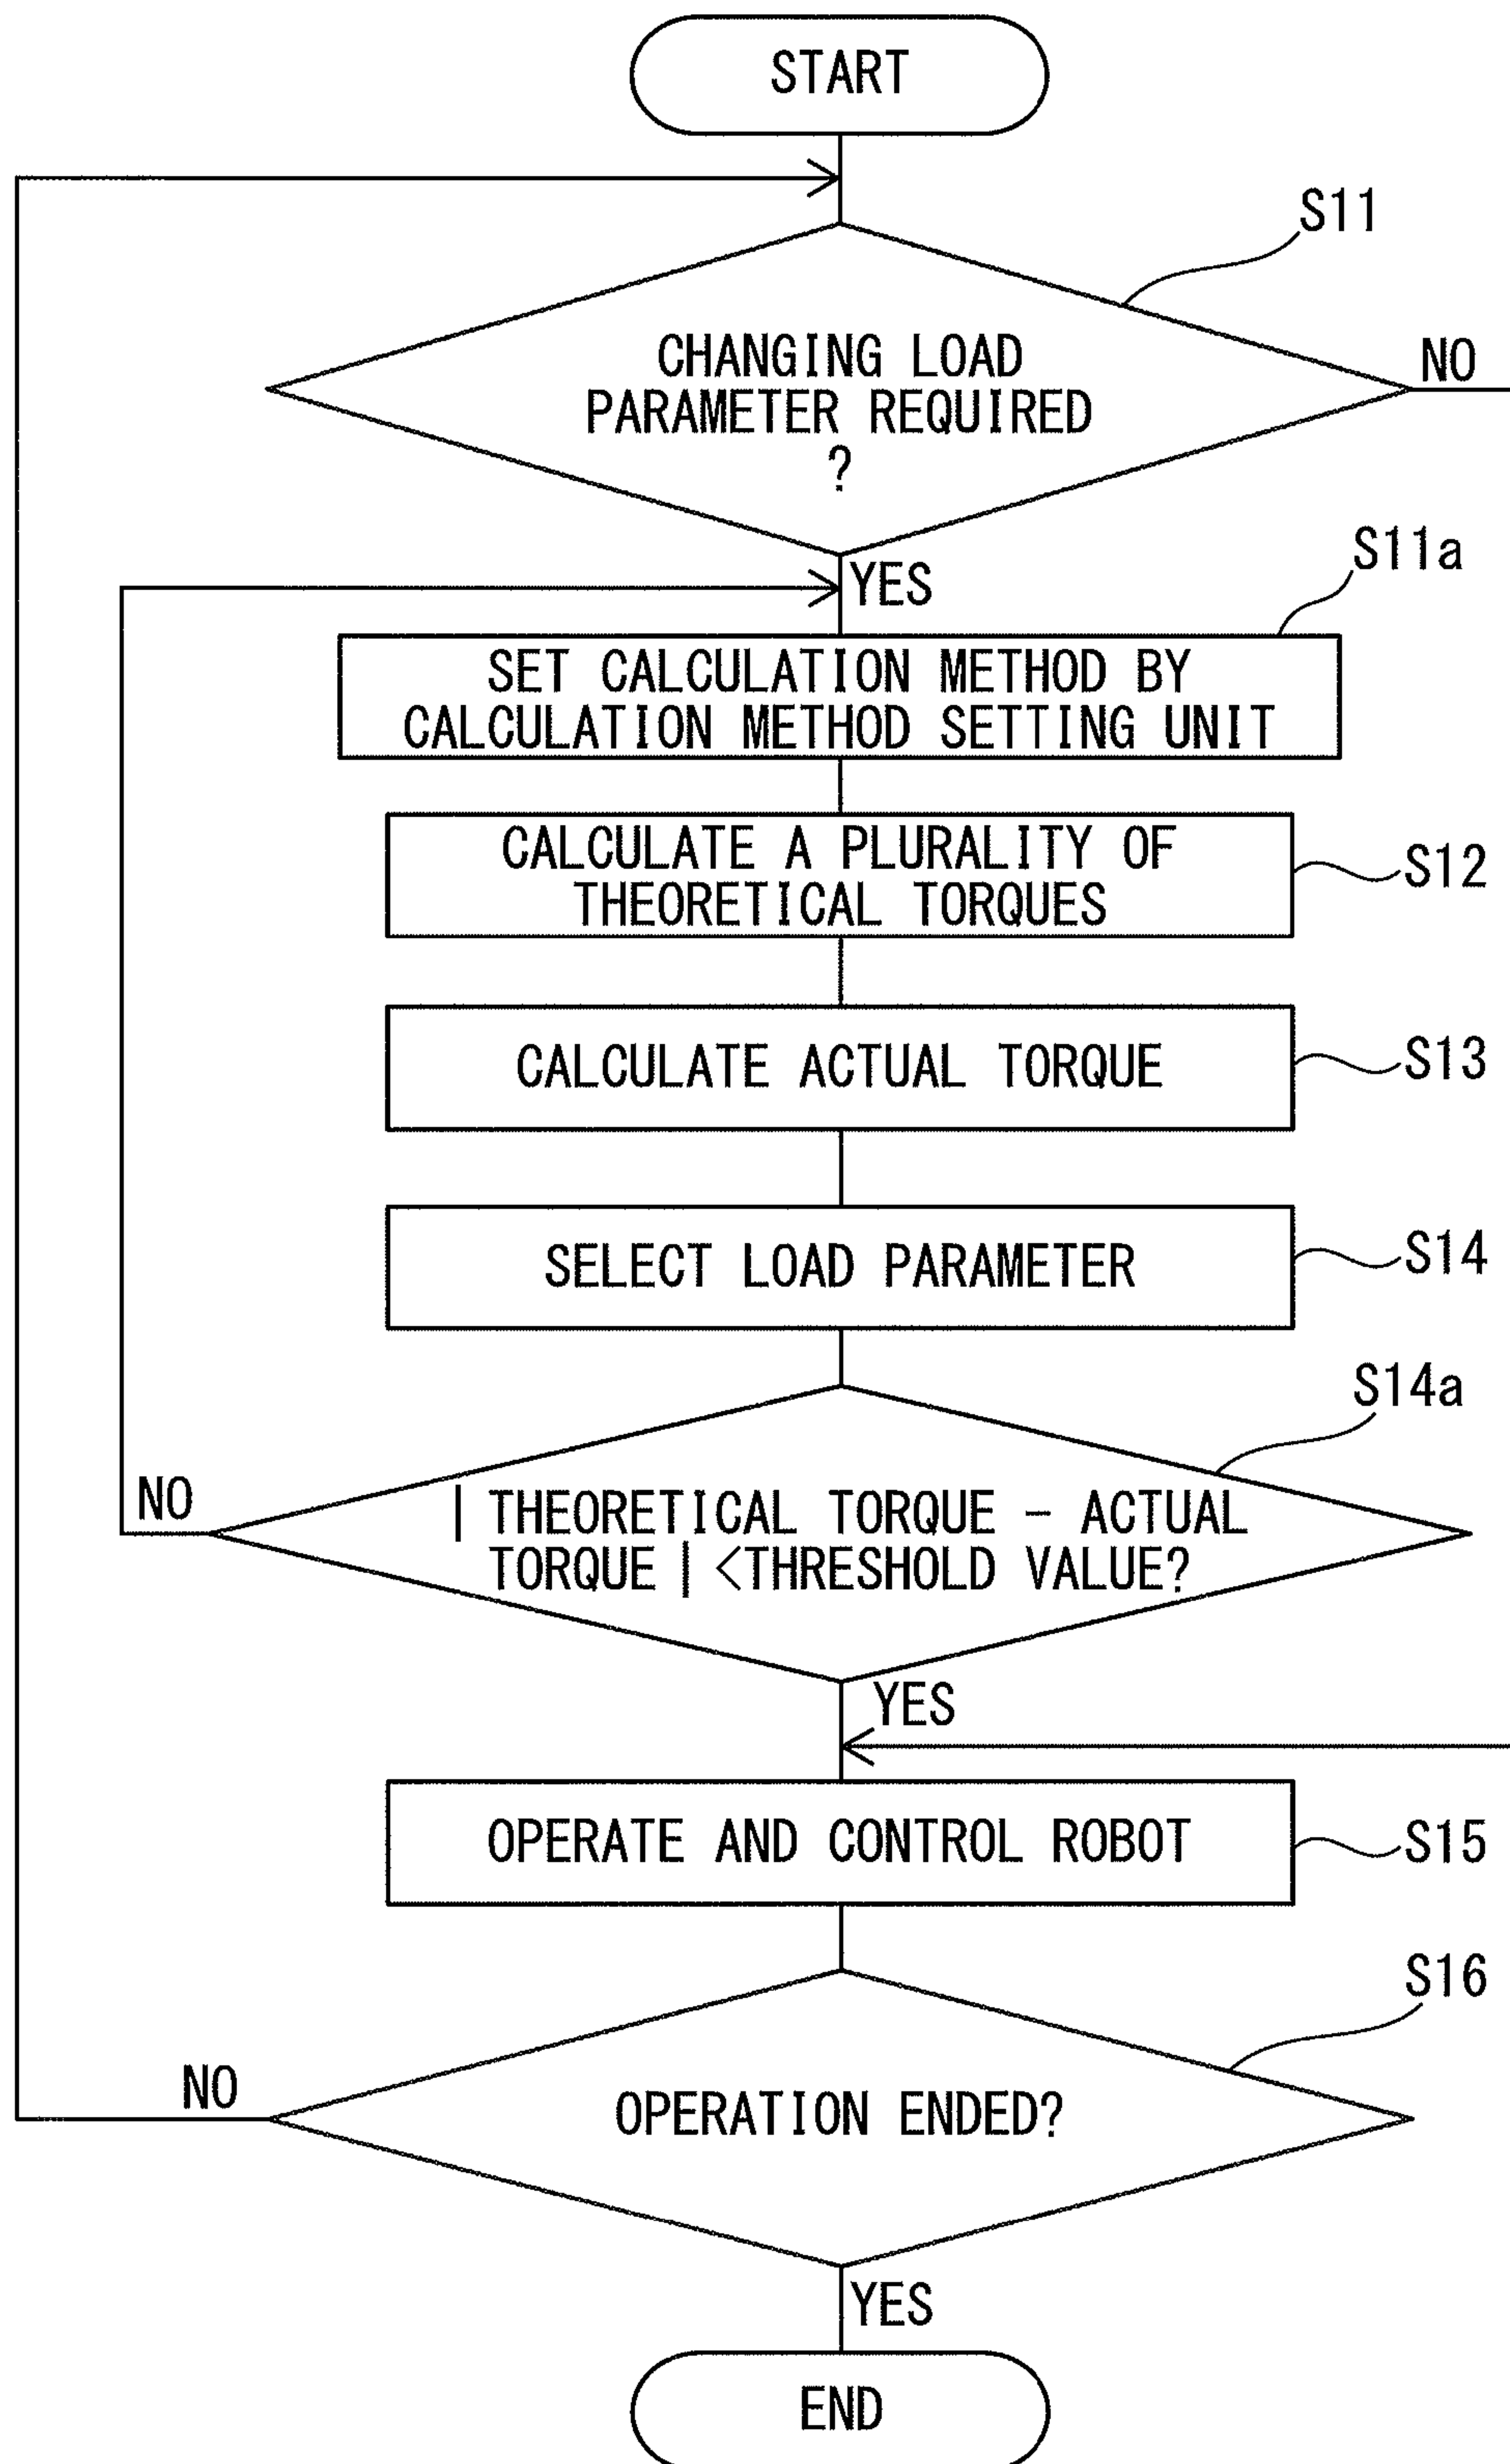 START
S11
CHANGING LOAD
PARAMETER REQUIRED
?
NO
YES
S11a
SET CALCULATION METHOD BY
CALCULATION METHOD SETTING UNIT
CALCULATE A PLURALITY OF
THEORETICAL TORQUES
S12
CALCULATE ACTUAL TORQUE
S13
SELECT LOAD PARAMETER
S14
S14a
NO
| THEORETICAL TORQUE - ACTUAL
TORQUE | <THRESHOLD VALUE?
YES
OPERATE AND CONTROL ROBOT
S15
S16
NO
OPERATION ENDED?
YES
END